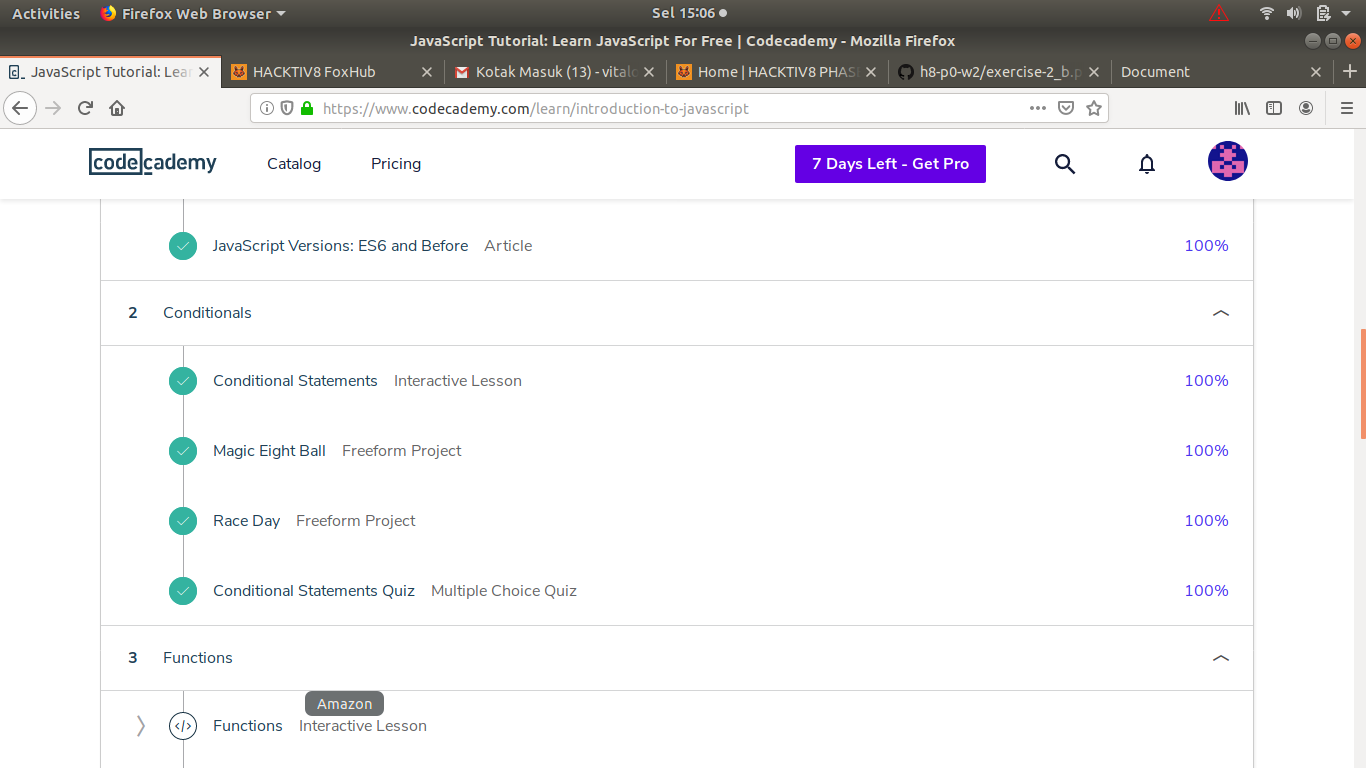 Activities Firefox Web Browser Sel 15:06
JavaScript Tutorial: Learn JavaScript For Free | Codecademy - Mozilla Firefox
JavaScript Tutorial: Lear HACKTIV8 FoxHub Kotak Masuk (13) - vitalo Home | HACKTIV8 PHAS h8-p0-w2/exercise-2_b.p Document
https://www.codecademy.com/learn/introduction-to-javascript
codecademy Catalog Pricing 7 Days Left - Get Pro
JavaScript Versions: ES6 and Before Article 100%
2 Conditionals
Conditional Statements Interactive Lesson 100%
Magic Eight Ball Freeform Project 100%
Race Day Freeform Project 100%
Conditional Statements Quiz Multiple Choice Quiz 100%
3 Functions
Amazon
Functions Interactive Lesson